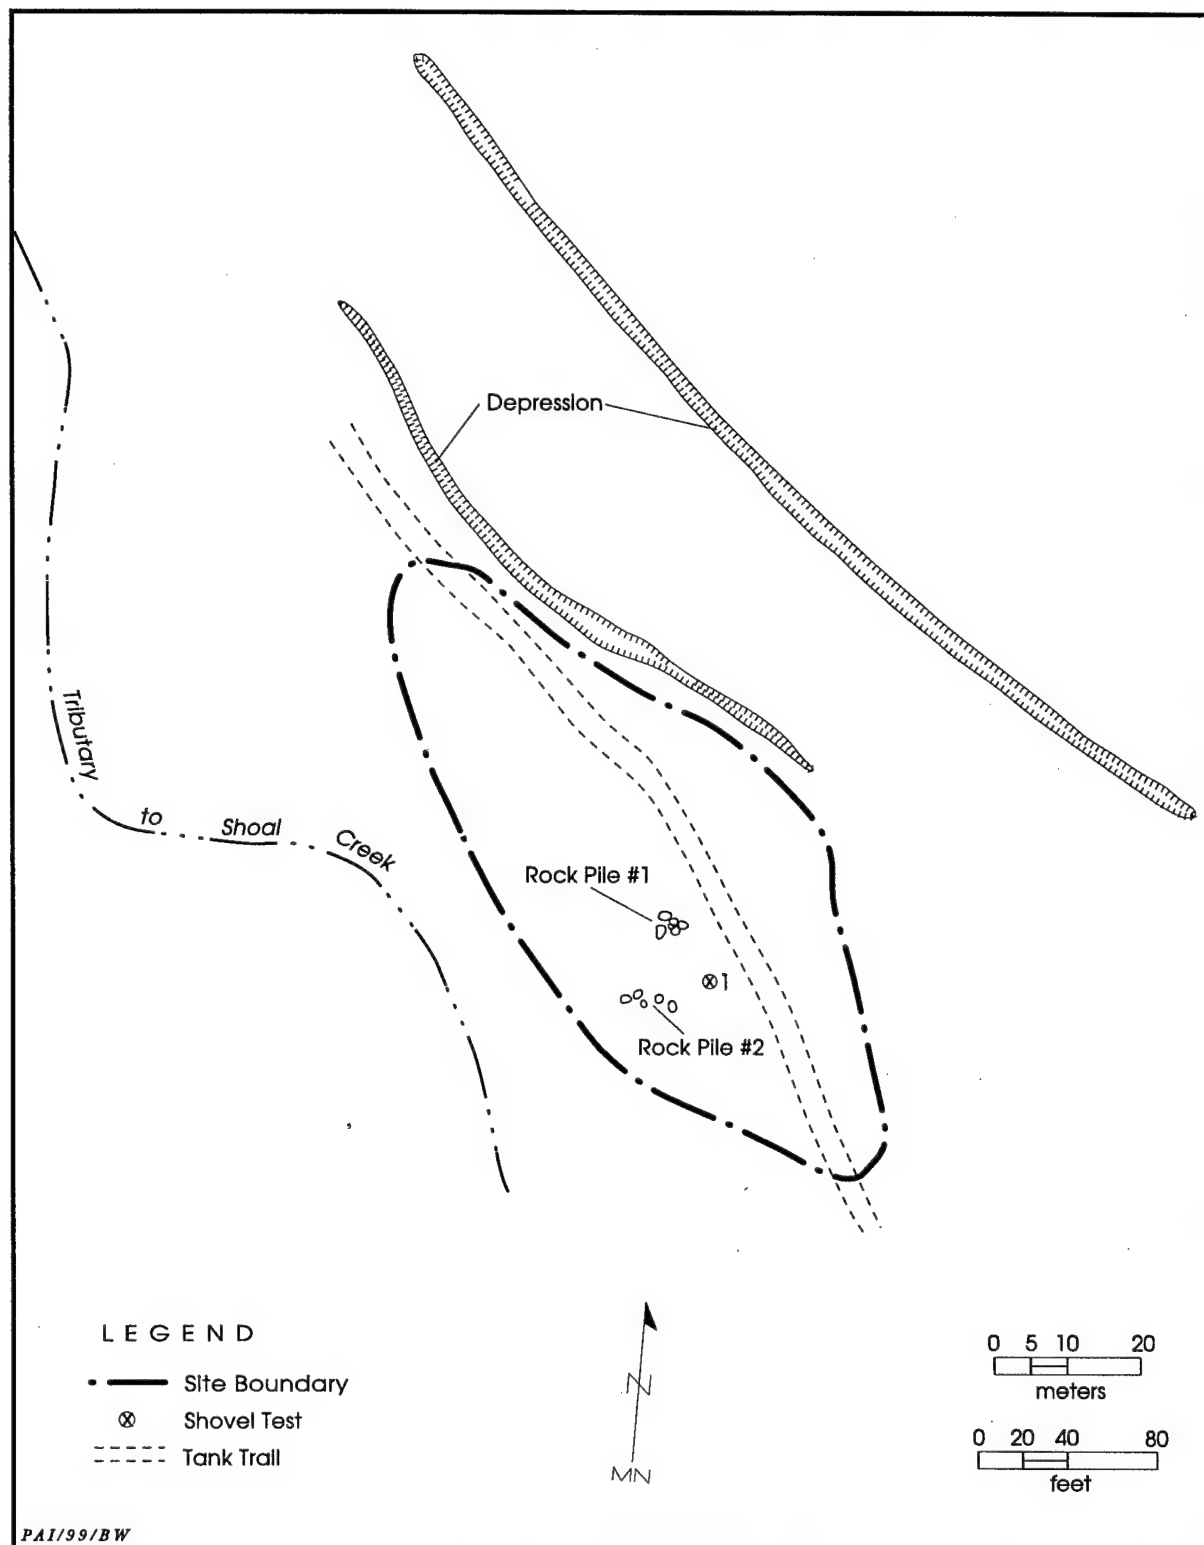 Depression
Tributary to Shoal Creek
Rock Pile #1
1
Rock Pile #2
LEGEND
Site Boundary
Shovel Test
Tank Trail
N
MN
0 5 10 20
meters
0 20 40 80
feet
PAI/99/BW